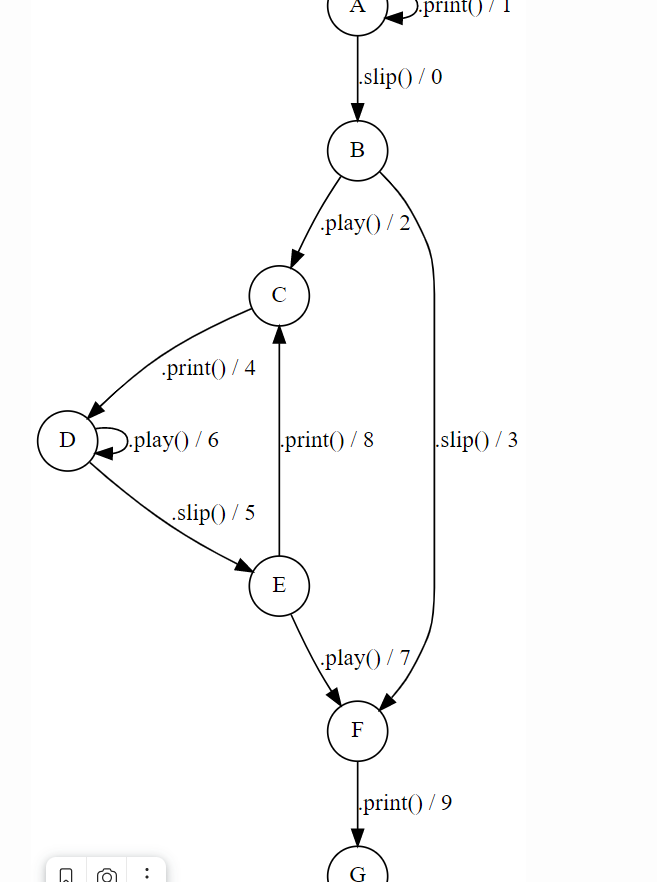 A
.print() / 1
.slip() / 0
B
.play() / 2
C
.print() / 4
D
.play() / 6
.print() / 8
.slip() / 3
.slip() / 5
E
.play() / 7
F
.print() / 9
G